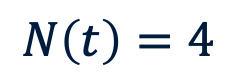 N(t) = 4